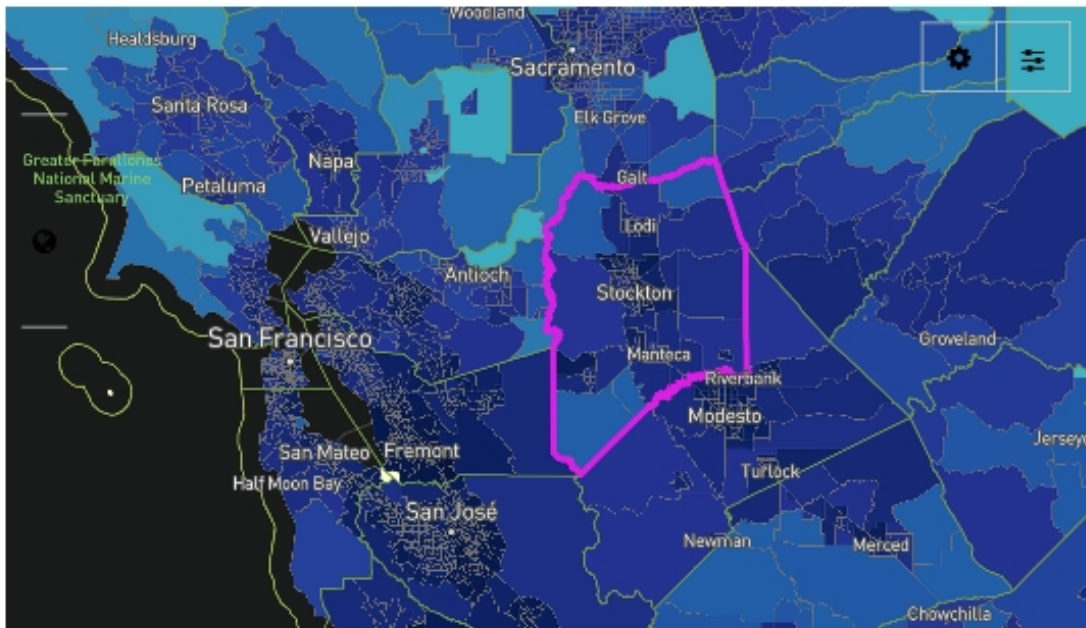 Woodland
Healdsburg
Sacramento
Santa Rosa
Elk Grove
Greater Farallones
National Marine
Sanctuary
Napa
Galt
Petaluma
Vallejo
Lodi
Antioch
Stockton
San Francisco
Groveland
Manteca
Riverbank
Modesto
San Mateo
Fremont
Jerseyd
Half Moon Bay
Turlock
San José
Newman
Merced
Chowchilla